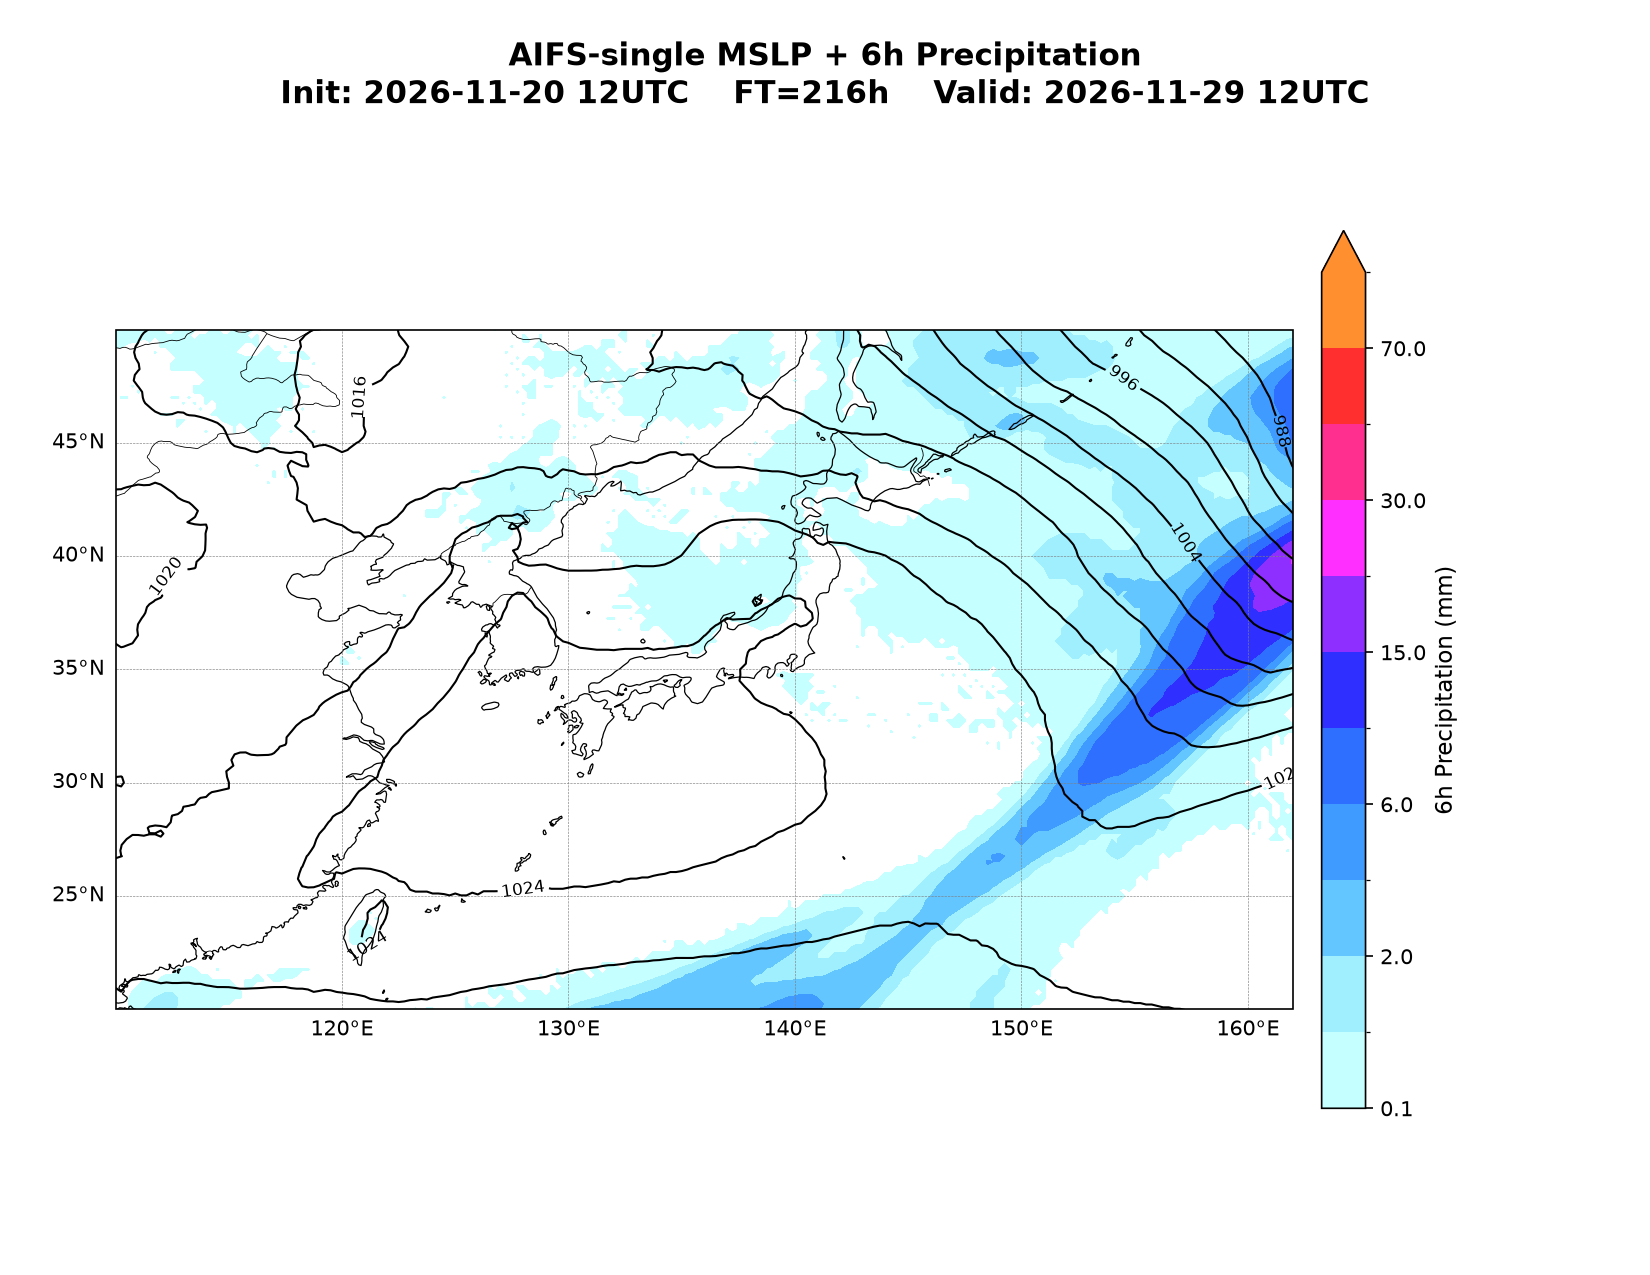 AIFS-single MSLP + 6h Precipitation
Init: 2026-11-20 12UTC    FT=216h    Valid: 2026-11-29 12UTC
70.0
30.0
15.0
6.0
2.0
0.1
6h Precipitation (mm)
45°N
40°N
35°N
30°N
25°N
120°E
130°E
140°E
150°E
160°E
1016
996
988
1004
1020
102
1024
1024